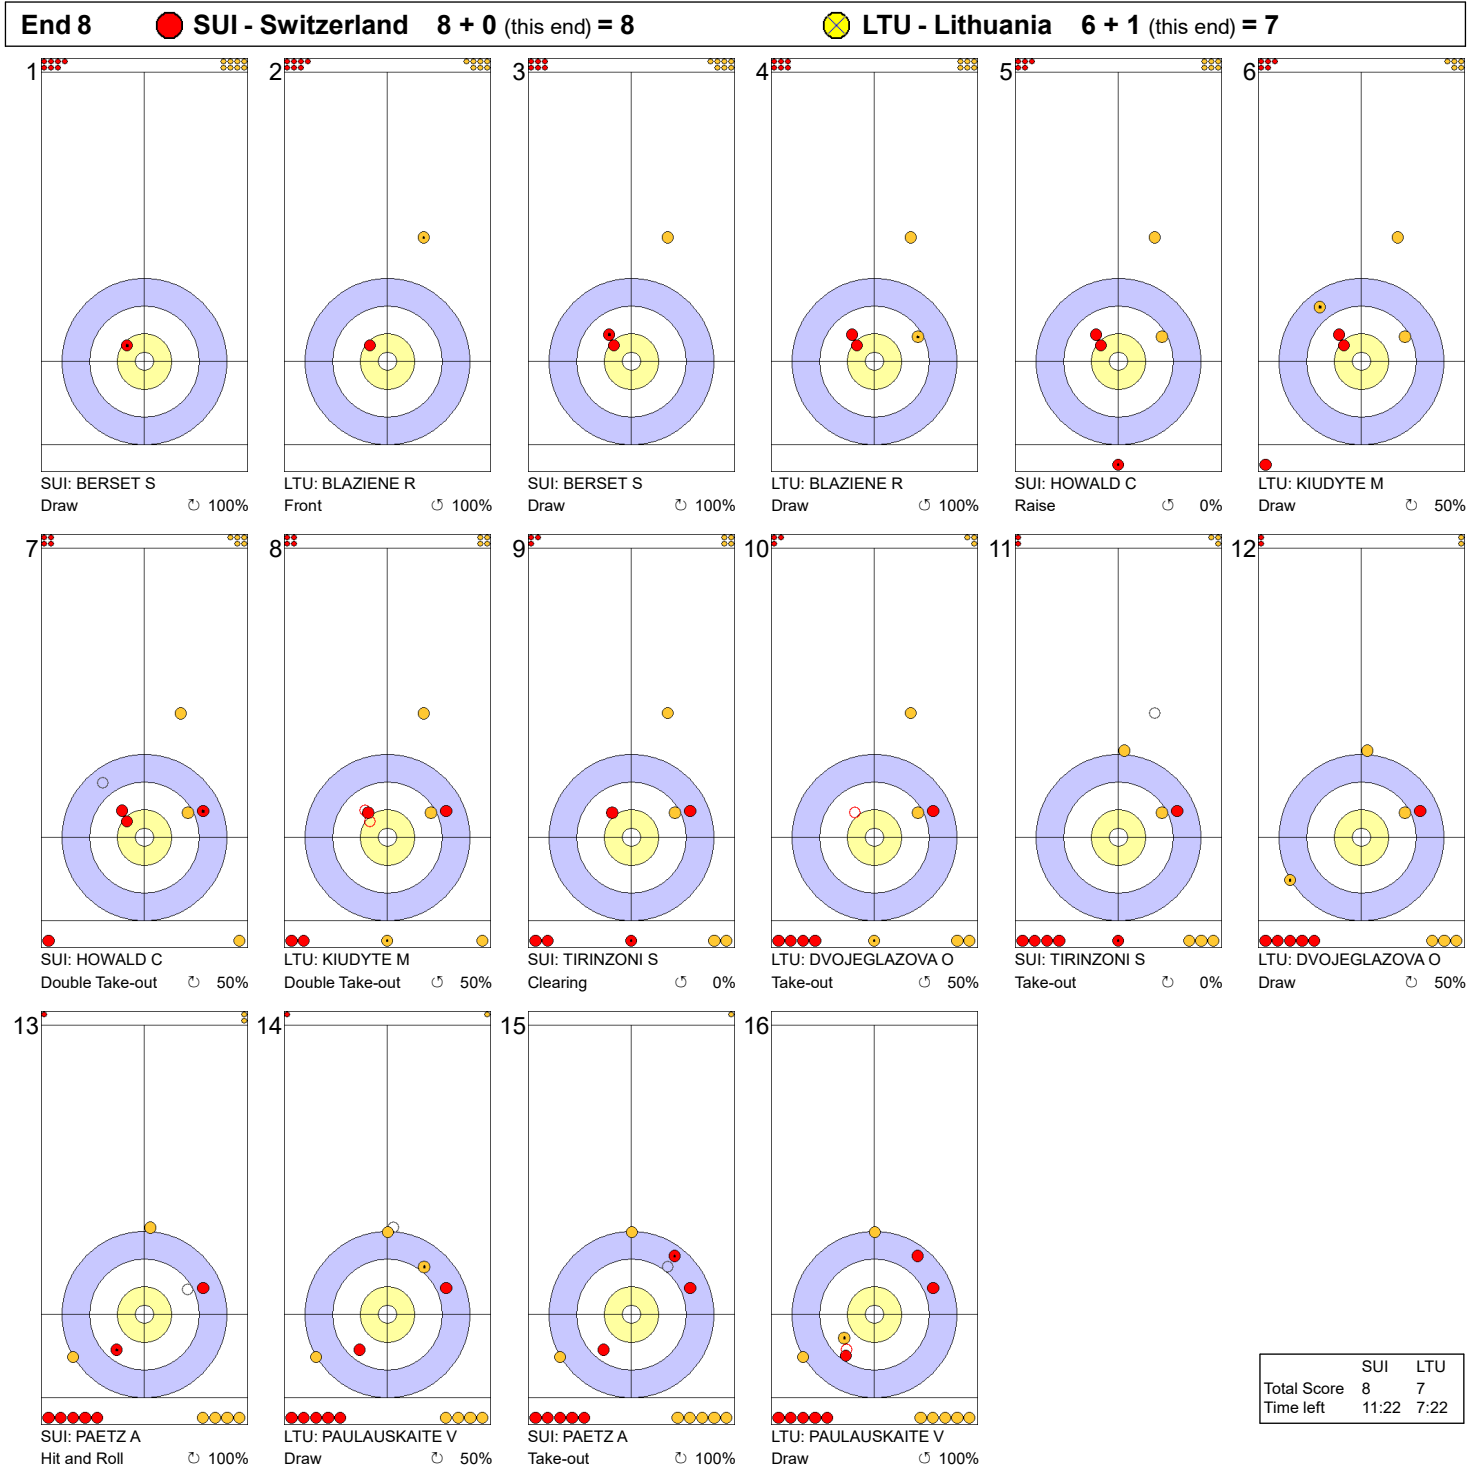 End 8 SUI - Switzerland 8 + 0 (this end) = 8 LTU - Lithuania 6 + 1 (this end) = 7
1 2 3 4 5 6
SUI: BERSET S LTU: BLAZIENE R SUI: BERSET S LTU: BLAZIENE R SUI: HOWALD C LTU: KIUDYTE M
Draw ↻ 100% Front ↺ 100% Draw ↻ 100% Draw ↺ 100% Raise ↺ 0% Draw ↻ 50%
7 8 9 10 11 12
SUI: HOWALD C LTU: KIUDYTE M SUI: TIRINZONI S LTU: DVOJEGLAZOVA O SUI: TIRINZONI S LTU: DVOJEGLAZOVA O
Double Take-out ↻ 50% Double Take-out ↻ 50% Clearing ↺ 0% Take-out ↺ 50% Take-out ↻ 0% Draw ↻ 50%
13 14 15 16
SUI: PAETZ A LTU: PAULAUSKAITE V SUI: PAETZ A LTU: PAULAUSKAITE V
Hit and Roll ↻ 100% Draw ↺ 50% Take-out ↻ 100% Draw ↻ 100%
SUI LTU
Total Score 8 7
Time left 11:22 7:22